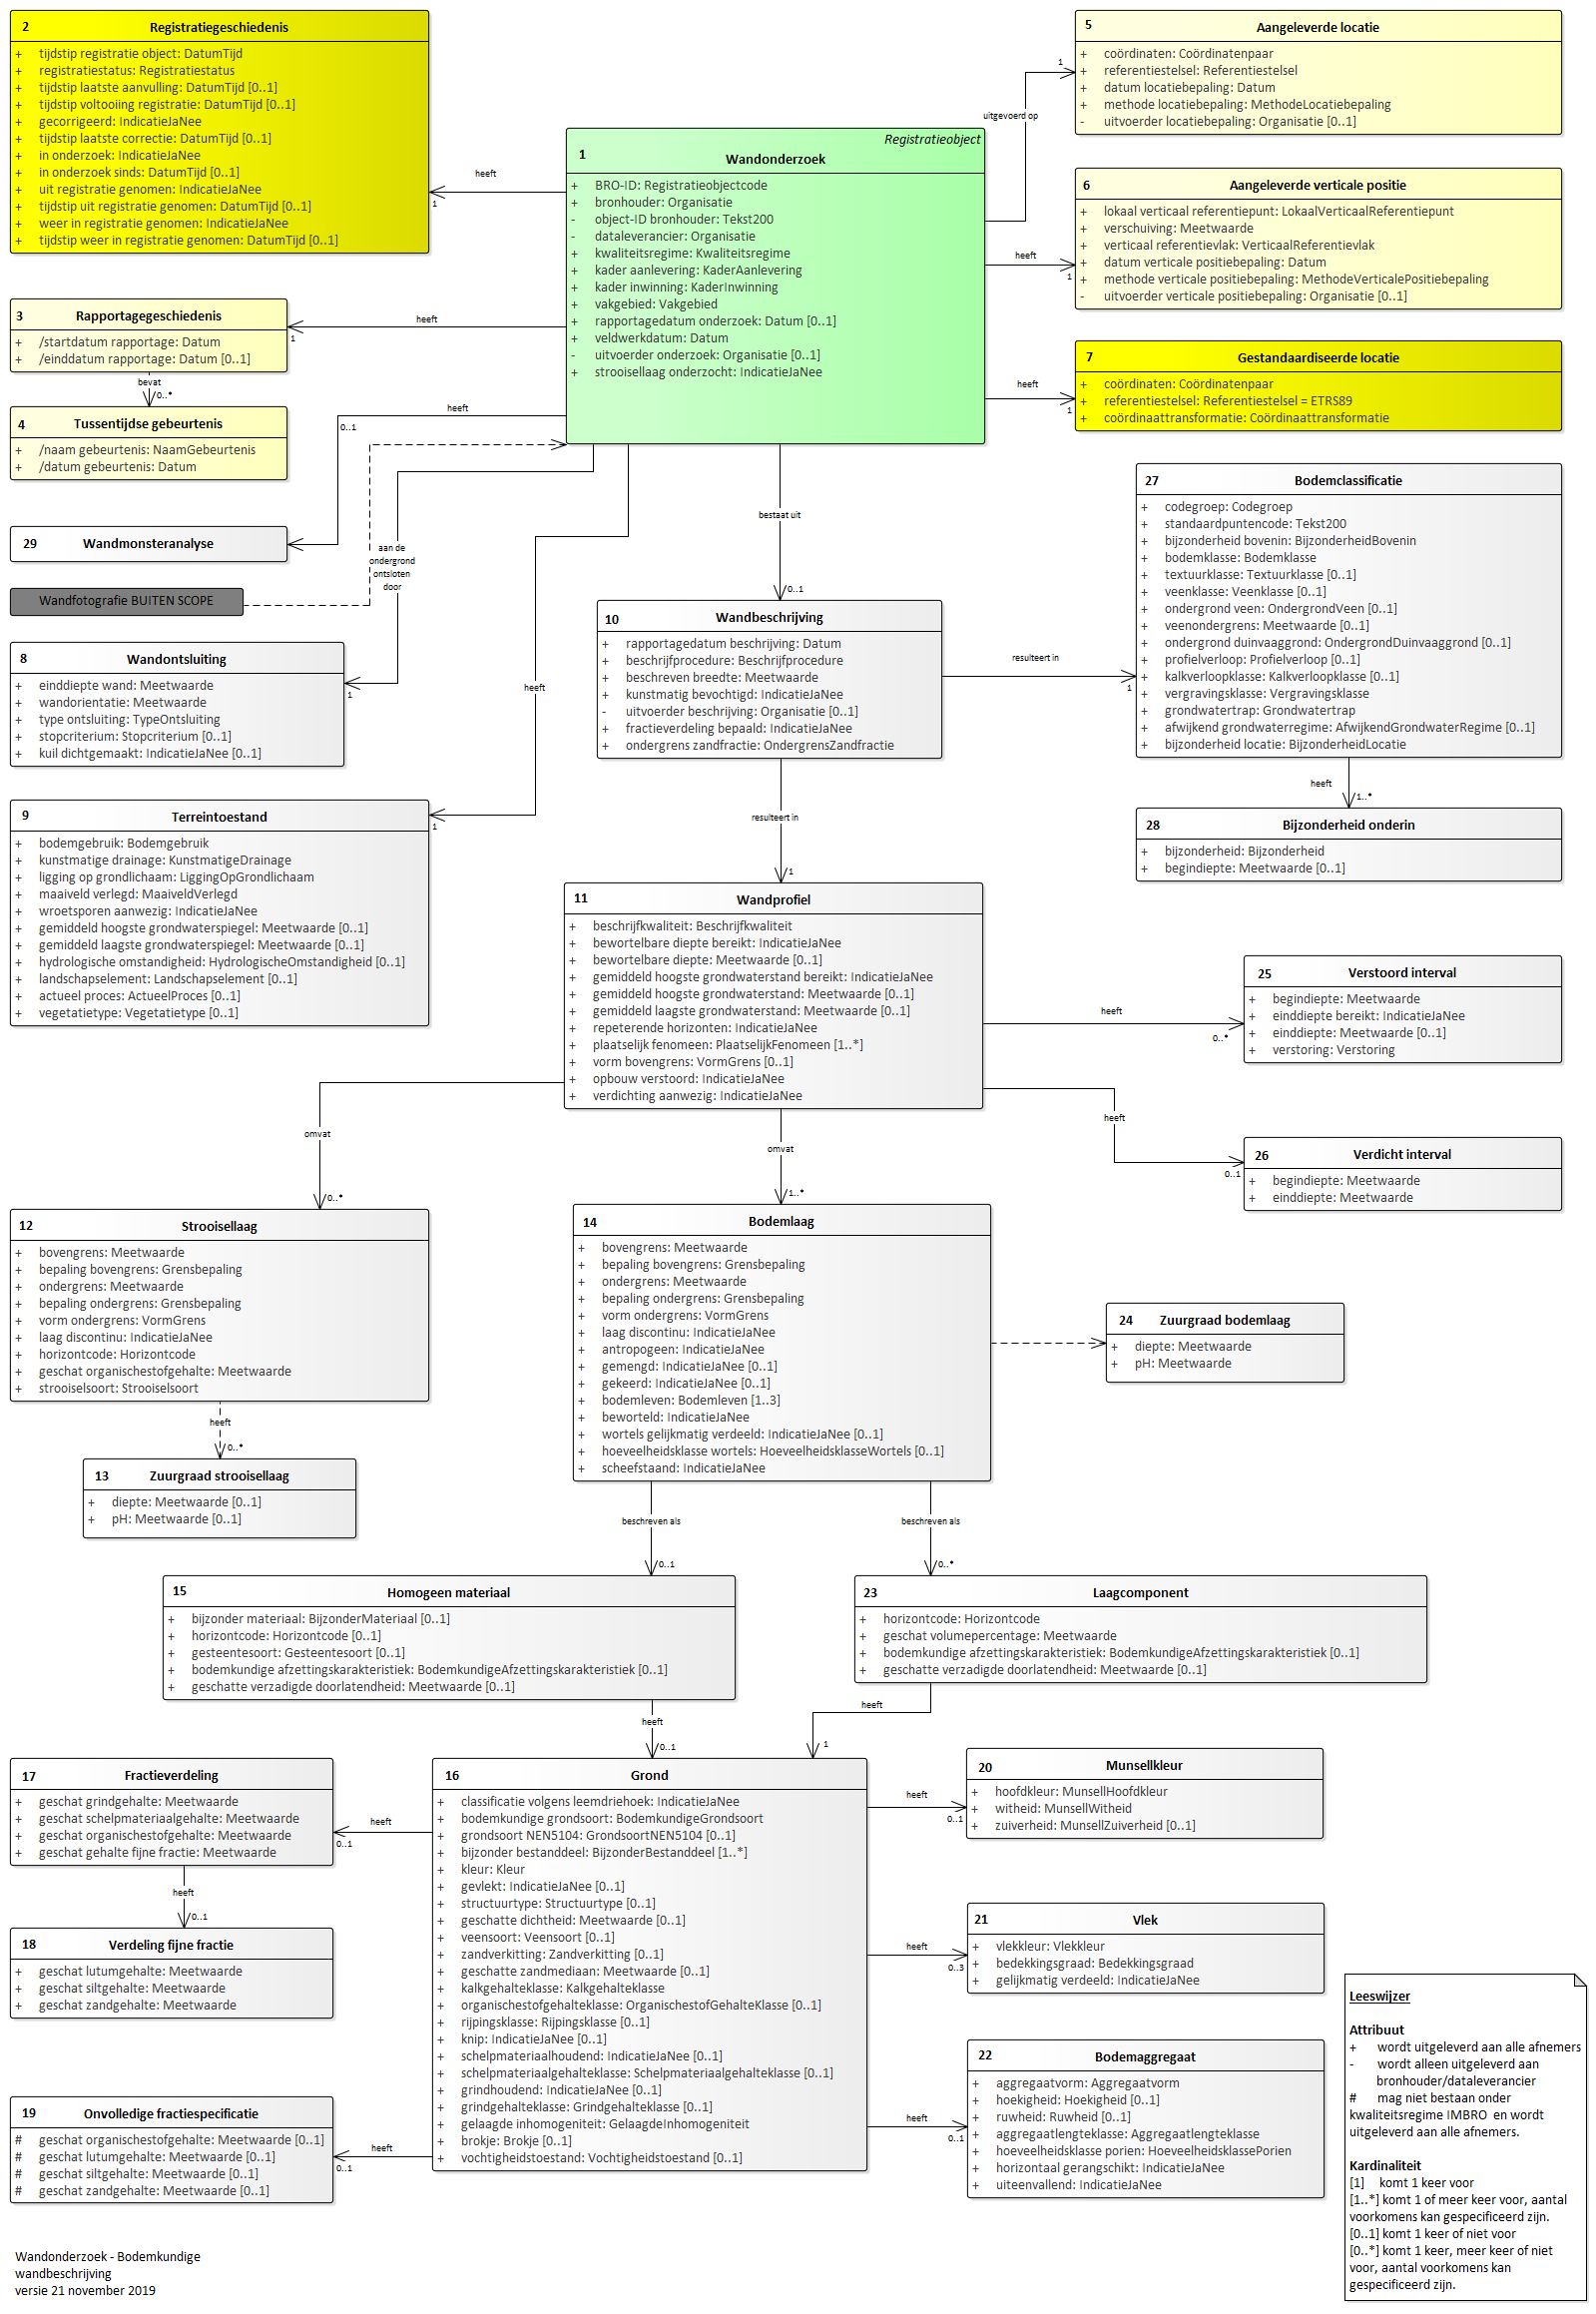 2 Registratiegeschiedenis
+ tijdstip registratie object: DatumTijd
+ registratiestatus: Registratiestatus
+ tijdstip laatste aanvulling: DatumTijd [0..1]
+ tijdstip voltooiing registratie: DatumTijd [0..1]
+ gecorrigeerd: IndicatieJaNee
+ tijdstip laatste correctie: DatumTijd [0..1]
+ in onderzoek: IndicatieJaNee
+ in onderzoek sinds: DatumTijd [0..1]
+ uit registratie genomen: IndicatieJaNee
+ tijdstip uit registratie genomen: DatumTijd [0..1]
+ weer in registratie genomen: IndicatieJaNee
+ tijdstip weer in registratie genomen: DatumTijd [0..1]
heeft
1
Registratieobject
1 Wandonderzoek
+ BRO-ID: Registratieobjectcode
+ bronhouder: Organisatie
- object-ID bronhouder: Tekst200
- dataleverancier: Organisatie
+ kwaliteitsregime: Kwaliteitsregime
+ kader aanlevering: KaderAanlevering
+ kader inwinning: KaderInwinning
+ vakgebied: Vakgebied
+ rapportagedatum onderzoek: Datum [0..1]
+ veldwerkdatum: Datum
- uitvoerder onderzoek: Organisatie [0..1]
+ strooisellaag onderzocht: IndicatieJaNee
uitgevoerd op
1
5 Aangeleverde locatie
+ coördinaten: Coördinatenpaar
+ referentiestelsel: Referentiestelsel
+ datum locatiebepaling: Datum
+ methode locatiebepaling: MethodeLocatiebepaling
- uitvoerder locatiebepaling: Organisatie [0..1]
heeft
1
6 Aangeleverde verticale positie
+ lokaal verticaal referentiepunt: LokaalVerticaalReferentiepunt
+ verschuiving: Meetwaarde
+ verticaal referentievlak: VerticaalReferentievlak
+ datum verticale positiebepaling: Datum
+ methode verticale positiebepaling: MethodeVerticalePositiebepaling
- uitvoerder verticale positiebepaling: Organisatie [0..1]
heeft
1
7 Gestandaardiseerde locatie
+ coördinaten: Coördinatenpaar
+ referentiestelsel: Referentiestelsel = ETRS89
+ coördinaattransformatie: Coördinaattransformatie
heeft
1
3 Rapportagegeschiedenis
+ /startdatum rapportage: Datum
+ /einddatum rapportage: Datum [0..1]
bevat
0..*
4 Tussentijdse gebeurtenis
+ /naam gebeurtenis: NaamGebeurtenis
+ /datum gebeurtenis: Datum
heeft
0..1
29 Wandmonsteranalyse
Wandfotografie BUITEN SCOPE
aan de
ondergrond
ontsloten
door
1
8 Wandontsluiting
+ einddiepte wand: Meetwaarde
+ wandorientatie: Meetwaarde
+ type ontsluiting: TypeOntsluiting
+ stopcriterium: Stopcriterium [0..1]
+ kuil dichtgemaakt: IndicatieJaNee [0..1]
heeft
1
9 Terreintoestand
+ bodemgebruik: Bodemgebruik
+ kunstmatige drainage: KunstmatigeDrainage
+ ligging op grondlichaam: LiggingOpGrondlichaam
+ maaiveld verlegd: MaaiveldVerlegd
+ wroetsporen aanwezig: IndicatieJaNee
+ gemiddeld hoogste grondwaterspiegel: Meetwaarde [0..1]
+ gemiddeld laagste grondwaterspiegel: Meetwaarde [0..1]
+ hydrologische omstandigheid: HydrologischeOmstandigheid [0..1]
+ landschapselement: Landschapselement [0..1]
+ actueel proces: ActueelProces [0..1]
+ vegetatietype: Vegetatietype [0..1]
bestaat uit
0..1
10 Wandbeschrijving
+ rapportagedatum beschrijving: Datum
+ beschrijfprocedure: Beschrijfprocedure
+ beschreven breedte: Meetwaarde
+ kunstmatig bevochtigd: IndicatieJaNee
- uitvoerder beschrijving: Organisatie [0..1]
+ fractieverdeling bepaald: IndicatieJaNee
+ ondergrens zandfractie: OndergrensZandfractie
resulteert in
1
27 Bodemclassificatie
+ codegroep: Codegroep
+ standaardpuntencode: Tekst200
+ bijzonderheid bovenin: BijzonderheidBovenin
+ bodemklasse: Bodemklasse
+ textuurklasse: Textuurklasse [0..1]
+ veenklasse: Veenklasse [0..1]
+ ondergrond veen: OndergrondVeen [0..1]
+ veenondergrens: Meetwaarde [0..1]
+ ondergrond duinvaaggrond: OndergrondDuinvaaggrond [0..1]
+ profielverloop: Profielverloop [0..1]
+ kalkverloopklasse: Kalkverloopklasse [0..1]
+ vergravingsklasse: Vergravingsklasse
+ grondwatertrap: Grondwatertrap
+ afwijkend grondwaterregime: AfwijkendGrondwaterRegime [0..1]
+ bijzonderheid locatie: BijzonderheidLocatie
heeft
1..*
28 Bijzonderheid onderin
+ bijzonderheid: Bijzonderheid
+ begindiepte: Meetwaarde [0..1]
resulteert in
1
11 Wandprofiel
+ beschrijfkwaliteit: Beschrijfkwaliteit
+ bewortelbare diepte bereikt: IndicatieJaNee
+ bewortelbare diepte: Meetwaarde [0..1]
+ gemiddeld hoogste grondwaterstand bereikt: IndicatieJaNee
+ gemiddeld hoogste grondwaterstand: Meetwaarde [0..1]
+ gemiddeld laagste grondwaterstand: Meetwaarde [0..1]
+ repeterende horizonten: IndicatieJaNee
+ plaatselijk fenomeen: PlaatselijkFenomeen [1..*]
+ vorm bovengrens: VormGrens [0..1]
+ opbouw verstoord: IndicatieJaNee
+ verdichting aanwezig: IndicatieJaNee
heeft
0..*
25 Verstoord interval
+ begindiepte: Meetwaarde
+ einddiepte bereikt: IndicatieJaNee
+ einddiepte: Meetwaarde [0..1]
+ verstoring: Verstoring
heeft
0..1
26 Verdicht interval
+ begindiepte: Meetwaarde
+ einddiepte: Meetwaarde
omvat
0..*
12 Strooisellaag
+ bovengrens: Meetwaarde
+ bepaling bovengrens: Grensbepaling
+ ondergrens: Meetwaarde
+ bepaling ondergrens: Grensbepaling
+ vorm ondergrens: VormGrens
+ laag discontinu: IndicatieJaNee
+ horizontcode: Horizontcode
+ geschat organischestofgehalte: Meetwaarde
+ strooiselsoort: Strooiselsoort
heeft
0..*
13 Zuurgraad strooisellaag
+ diepte: Meetwaarde [0..1]
+ pH: Meetwaarde [0..1]
omvat
1..*
14 Bodemlaag
+ bovengrens: Meetwaarde
+ bepaling bovengrens: Grensbepaling
+ ondergrens: Meetwaarde
+ bepaling ondergrens: Grensbepaling
+ vorm ondergrens: VormGrens
+ laag discontinu: IndicatieJaNee
+ antropogeen: IndicatieJaNee
+ gemengd: IndicatieJaNee [0..1]
+ gekeerd: IndicatieJaNee [0..1]
+ bodemleven: Bodemleven [1..3]
+ beworteld: IndicatieJaNee
+ wortels gelijkmatig verdeeld: IndicatieJaNee [0..1]
+ hoeveelheidsklasse wortels: HoeveelheidsklasseWortels [0..1]
+ scheefstaand: IndicatieJaNee
24 Zuurgraad bodemlaag
+ diepte: Meetwaarde
+ pH: Meetwaarde
beschreven als
0..1
beschreven als
0..*
15 Homogeen materiaal
+ bijzonder materiaal: BijzonderMateriaal [0..1]
+ horizontcode: Horizontcode [0..1]
+ gesteentesoort: Gesteentesoort [0..1]
+ bodemkundige afzettingskarakteristiek: BodemkundigeAfzettingskarakteristiek [0..1]
+ geschatte verzadigde doorlatendheid: Meetwaarde [0..1]
heeft
0..1
23 Laagcomponent
+ horizontcode: Horizontcode
+ geschat volumepercentage: Meetwaarde
+ bodemkundige afzettingskarakteristiek: BodemkundigeAfzettingskarakteristiek [0..1]
+ geschatte verzadigde doorlatendheid: Meetwaarde [0..1]
heeft
1
17 Fractieverdeling
+ geschat grindgehalte: Meetwaarde
+ geschat schelpmateriaalgehalte: Meetwaarde
+ geschat organischestofgehalte: Meetwaarde
+ geschat gehalte fijne fractie: Meetwaarde
heeft
0..1
heeft
0..1
18 Verdeling fijne fractie
+ geschat lutumgehalte: Meetwaarde
+ geschat siltgehalte: Meetwaarde
+ geschat zandgehalte: Meetwaarde
19 Onvolledige fractiespecificatie
# geschat organischestofgehalte: Meetwaarde [0..1]
# geschat lutumgehalte: Meetwaarde [0..1]
# geschat siltgehalte: Meetwaarde [0..1]
# geschat zandgehalte: Meetwaarde [0..1]
heeft
0..1
16 Grond
+ classificatie volgens leemdriehoek: IndicatieJaNee
+ bodemkundige grondsoort: BodemkundigeGrondsoort
+ grondsoort NEN5104: GrondsoortNEN5104 [0..1]
+ bijzonder bestanddeel: BijzonderBestanddeel [1..*]
+ kleur: Kleur
+ gevlekt: IndicatieJaNee [0..1]
+ structuurtype: Structuurtype [0..1]
+ geschatte dichtheid: Meetwaarde [0..1]
+ veensoort: Veensoort [0..1]
+ zandverkitting: Zandverkitting [0..1]
+ geschatte zandmediaan: Meetwaarde [0..1]
+ kalkgehalteklasse: Kalkgehalteklasse
+ organischestofgehalteklasse: OrganischestofGehalteKlasse [0..1]
+ rijpingsklasse: Rijpingsklasse [0..1]
+ knip: IndicatieJaNee [0..1]
+ schelpmateriaalhoudend: IndicatieJaNee [0..1]
+ schelpmateriaalgehalteklasse: Schelpmateriaalgehalteklasse [0..1]
+ grindhoudend: IndicatieJaNee [0..1]
+ grindgehalteklasse: Grindgehalteklasse [0..1]
+ gelaagde inhomogeniteit: GelaagdeInhomogeniteit
+ brokje: Brokje [0..1]
+ vochtigheidstoestand: Vochtigheidstoestand [0..1]
heeft
0..1
20 Munsellkleur
+ hoofdkleur: MunsellHoofdkleur
+ witheid: MunsellWitheid
+ zuiverheid: MunsellZuiverheid [0..1]
heeft
0..3
21 Vlek
+ vlekkleur: Vlekkleur
+ bedekkingsgraad: Bedekkingsgraad
+ gelijkmatig verdeeld: IndicatieJaNee
heeft
0..1
22 Bodemaggregaat
+ aggregaatvorm: Aggregaatvorm
+ hoekigheid: Hoekigheid [0..1]
+ ruwheid: Ruwheid [0..1]
+ aggregaatlengteklasse: Aggregaatlengteklasse
+ hoeveelheidsklasse porien: HoeveelheidsklassePorien
+ horizontaal gerangschikt: IndicatieJaNee
+ uiteenvallend: IndicatieJaNee
Leeswijzer
Attribuut
+ wordt uitgeleverd aan alle afnemers
- wordt alleen uitgeleverd aan
bronhouder/dataleverancier
# mag niet bestaan onder
kwaliteitsregime IMBRO en wordt
uitgeleverd aan alle afnemers.
Kardinaliteit
[1] komt 1 keer voor
[1..*] komt 1 of meer keer voor, aantal
voorkomens kan gespecificeerd zijn.
[0..1] komt 1 keer of niet voor
[0..*] komt 1 keer, meer keer of niet
voor, aantal voorkomens kan
gespecificeerd zijn.
Wandonderzoek - Bodemkundige
wandbeschrijving
versie 21 november 2019